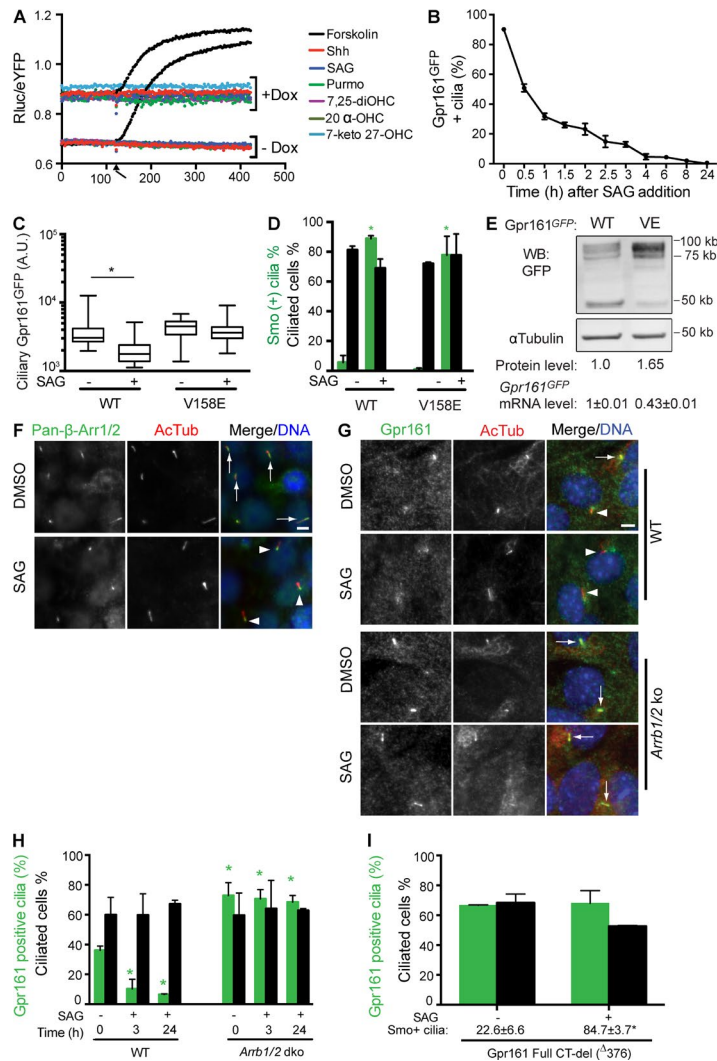 A
Rluc/eYFP
1.2
1.0
0.8
0.6
0 100 200 300 400 500
+Dox
- Dox
Forskolin
Shh
SAG
Purmo
7,25-diOHC
20 α-OHC
7-keto 27-OHC
B
Gpr161GFP
+ cilia (%)
100
80
60
40
20
0
0 0.5 1 1.5 2 2.5 3 4 6 8 24
Time (h) after SAG addition
C
Ciliary Gpr161GFP (A.U.)
10^5
10^4
10^3
*
SAG - + - +
WT V158E
D
Smo (+) cilia %
Ciliated cells %
80
60
40
20
0
* *
SAG - + - +
WT V158E
E
Gpr161GFP: WT VE
WB:
GFP
100 kb
75 kb
50 kb
αTubulin
50 kb
Protein level: 1.0 1.65
Gpr161GFP
mRNA level: 1±0.01 0.43±0.01
F
Pan-β-Arr1/2 AcTub Merge/DNA
DMSO
SAG
G
Gpr161 AcTub Merge/DNA
DMSO
SAG
WT
DMSO
SAG
Arrb1/2 ko
H
Gpr161 positive cilia (%)
Ciliated cells %
100
80
60
40
20
0
* * * * *
SAG - + + - + +
Time (h) 0 3 24 0 3 24
WT Arrb1/2 dko
I
Gpr161 positive cilia (%)
Ciliated cells %
100
80
60
40
20
0
SAG - +
Smo+ cilia: 22.6±6.6 84.7±3.7*
Gpr161 Full CT-del (Δ376)